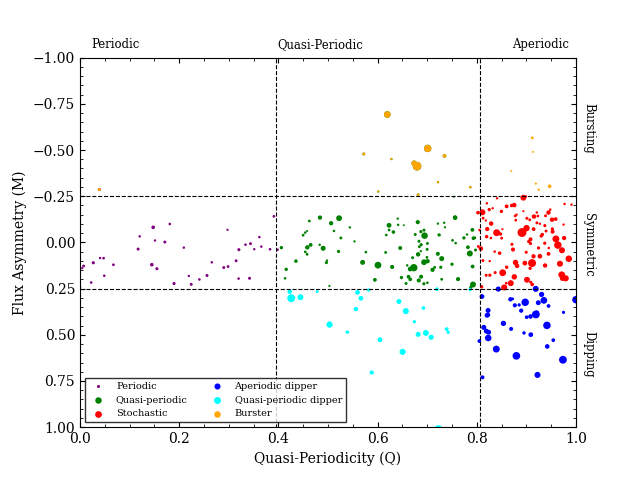 Periodic Quasi-Periodic Aperiodic
−1.00
−0.75
−0.50
−0.25
0.00
0.25
0.50
0.75
1.00
Flux Asymmetry (M)
Bursting
Symmetric
Dipping
Periodic
Quasi-periodic
Stochastic
Aperiodic dipper
Quasi-periodic dipper
Burster
0.0 0.2 0.4 0.6 0.8 1.0
Quasi-Periodicity (Q)